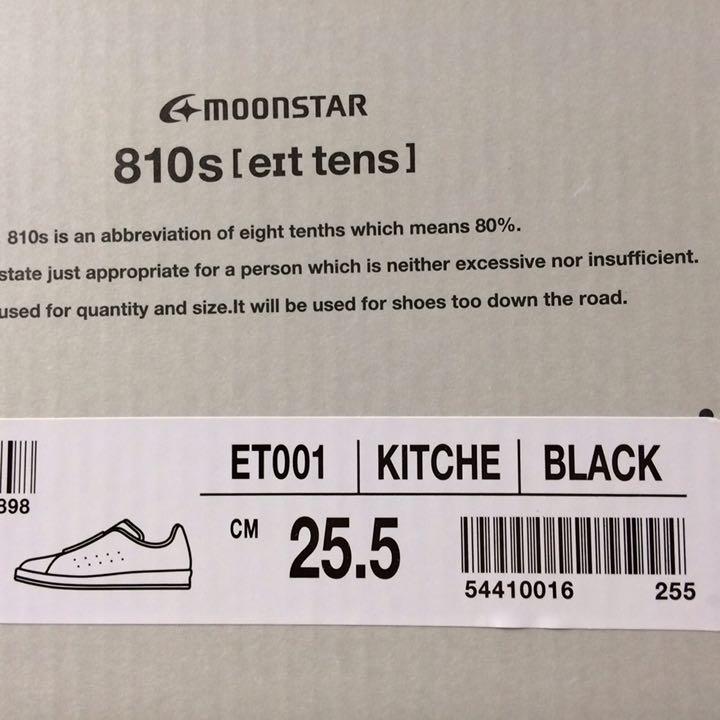 MOONSTAR
810s [eɪt tens]
810s is an abbreviation of eight tenths which means 80%.
state just appropriate for a person which is neither excessive nor insufficient.
used for quantity and size.It will be used for shoes too down the road.
ET001 KITCHE BLACK
398
CM 25.5
54410016 255